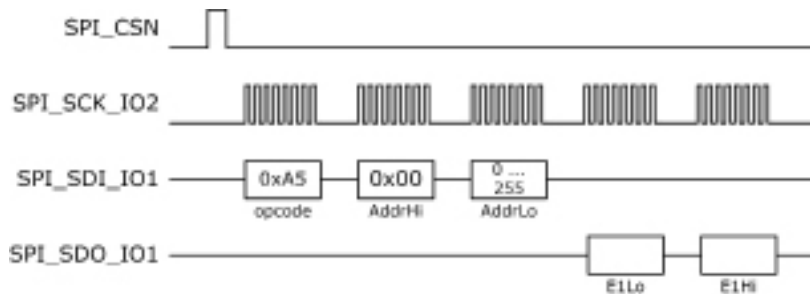 SPI_CSN
SPI_SCK_IO2
SPI_SDI_IO1
0xA5
0x00
0 ...
255
opcode
AddrHi
AddrLo
SPI_SDO_IO1
E1Lo
E1Hi